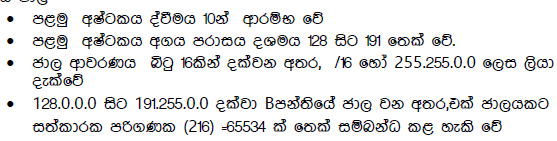 • පළමු අෂ්ටකය ද්වීමය 10න් ආරම්භ වේ
• පළමු අෂ්ටකය අගය පරාසය දශමය 128 සිට 191 තෙක් වේ.
• ජාල ආවරණය බිටු 16කින් දක්වන අතර, /16 හෝ 255.255.0.0 ලෙස ලියා
දැක්වේ
• 128.0.0.0 සිට 191.255.0.0 දක්වා Bපන්තියේ ජාල වන අතර,එක් ජාලයකට
සත්කාරක පරිගණක (216) =65534 ක් තෙක් සම්බන්ධ කළ හැකි වේ